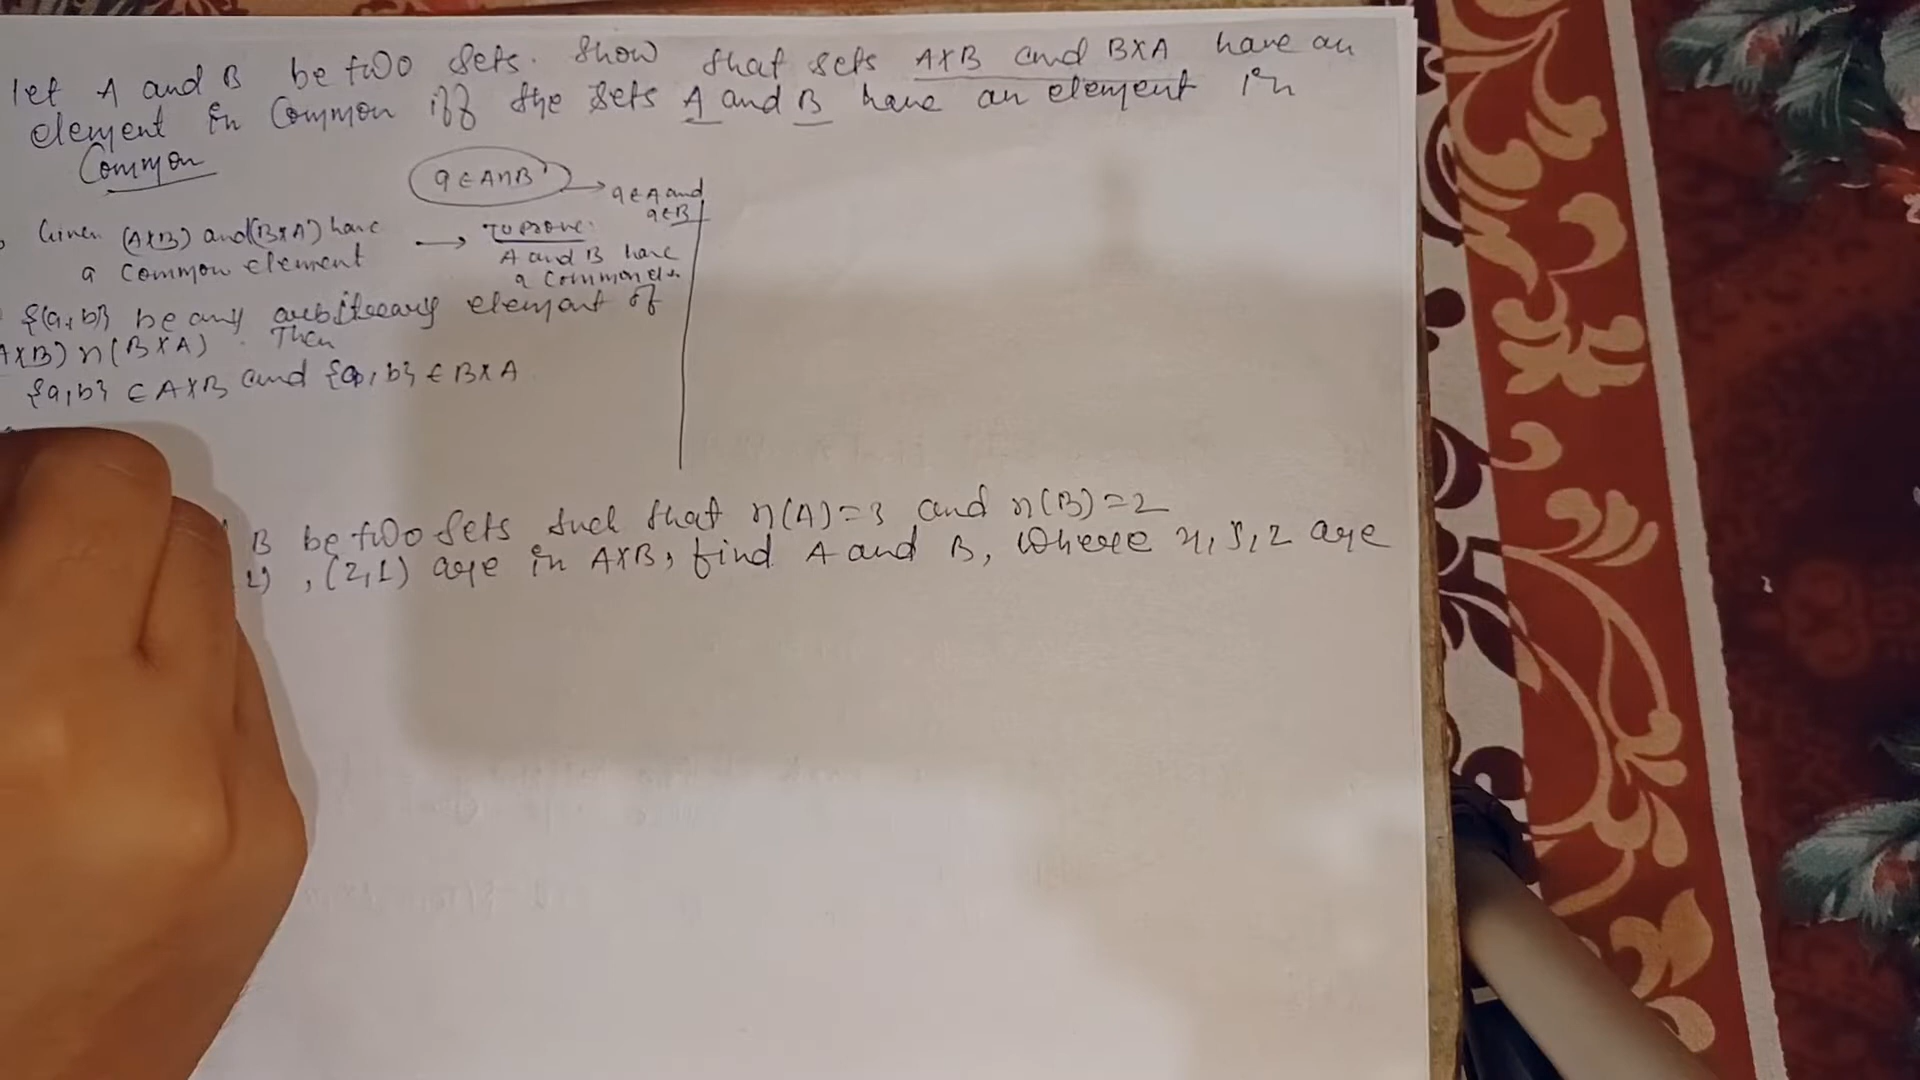 let A and B be two sets. Show that sets A×B and B×A have an
element in Common iff the sets A and B have an element in
Common
a ∈ A∩B → a ∈ A and
a ∈ B
Given (A×B) and (B×A) have
a common element
→ To prove:
A and B have
a common
{(a, b)} be any arbitrary element of
A×B) ∩ (B×A). Then
{a, b} ∈ A×B and {a, b} ∈ B×A
B be two sets such that n(A)=3 and n(B)=2
, (z,1) are in A×B, find A and B, where x, y, z are